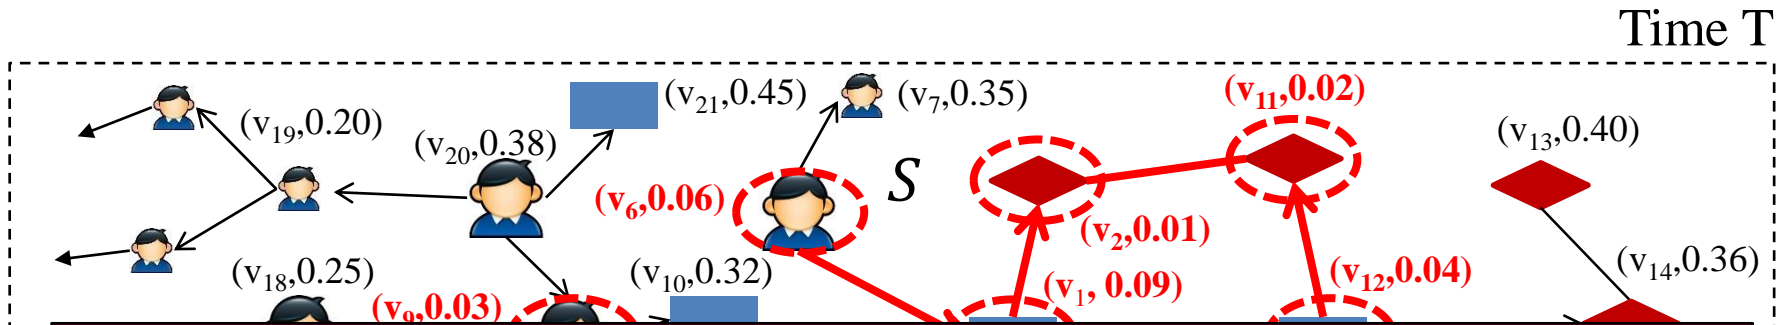 Time T
(v21,0.45)
(v7,0.35)
(v11,0.02)
(v19,0.20)
(v20,0.38)
(v13,0.40)
S
(v6,0.06)
(v2,0.01)
(v18,0.25)
(v10,0.32)
(v1, 0.09)
(v12,0.04)
(v14,0.36)
(v9,0.03)